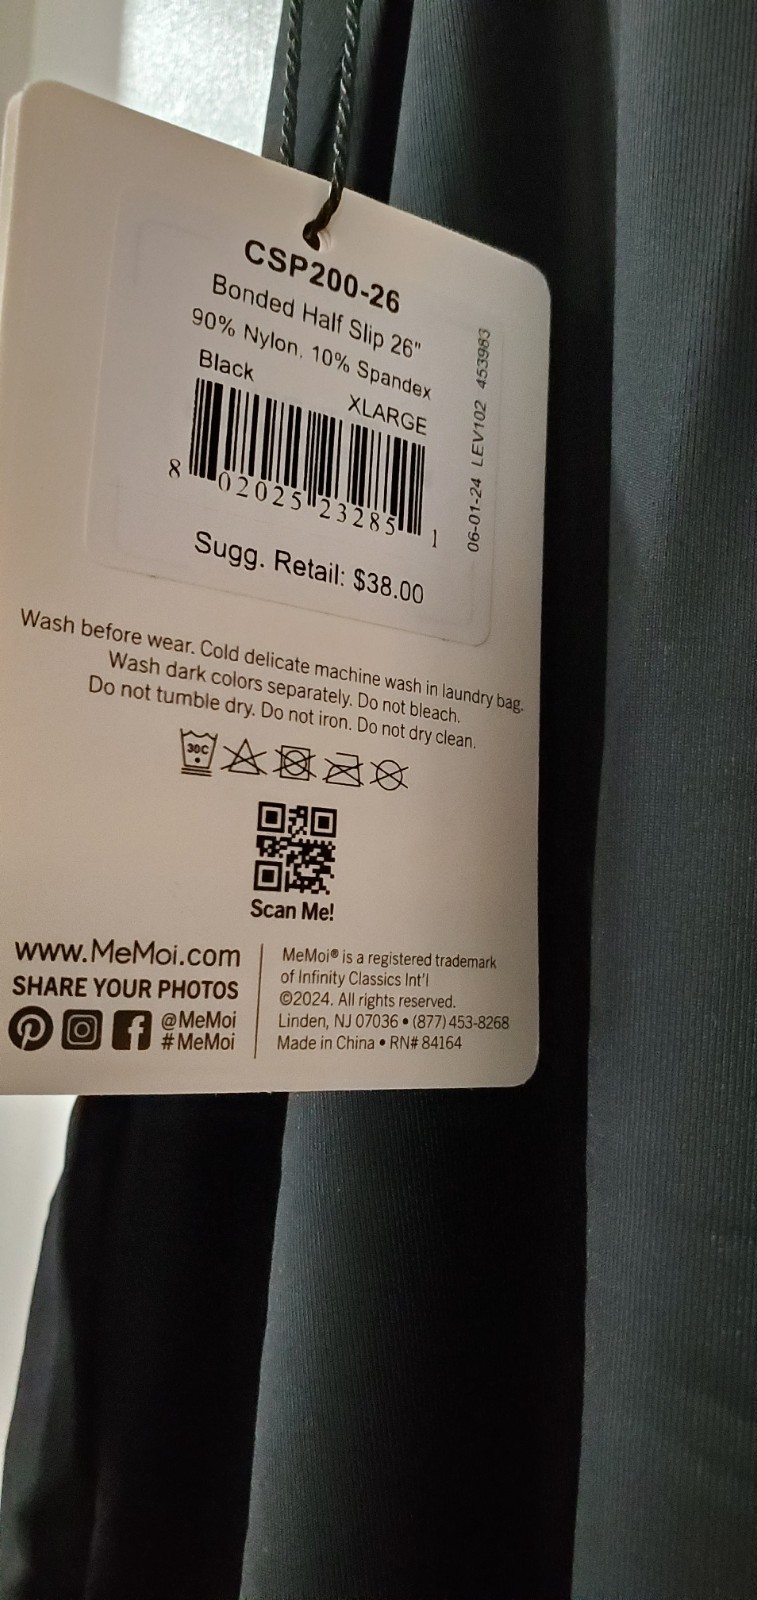 CSP200-26
Bonded Half Slip 26"
90% Nylon, 10% Spandex
Black
XLARGE
8 02025 23285 1
06-01-24 LEV102 453983
Sugg. Retail: $38.00
Wash before wear. Cold delicate machine wash in laundry bag.
Wash dark colors separately. Do not bleach.
Do not tumble dry. Do not iron. Do not dry clean.
30C
Scan Me!
www.MeMoi.com
SHARE YOUR PHOTOS
@MeMoi
#MeMoi
MeMoi® is a registered trademark
of Infinity Classics Int'l
©2024. All rights reserved.
Linden, NJ 07036 • (877) 453-8268
Made in China • RN# 84164